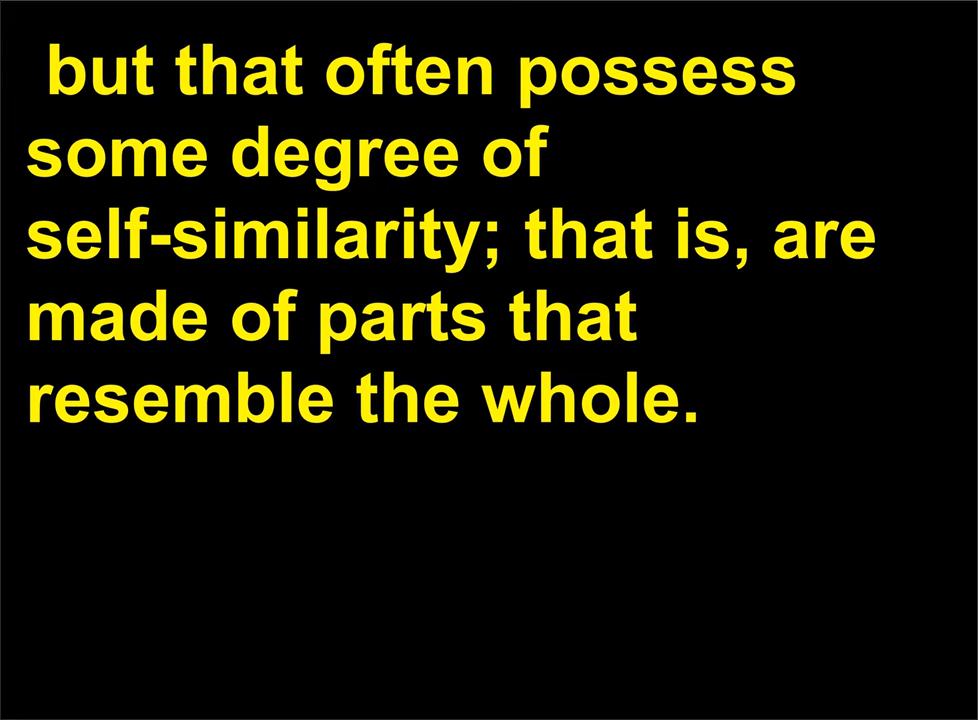 but that often possess
some degree of
self-similarity; that is, are
made of parts that
resemble the whole.